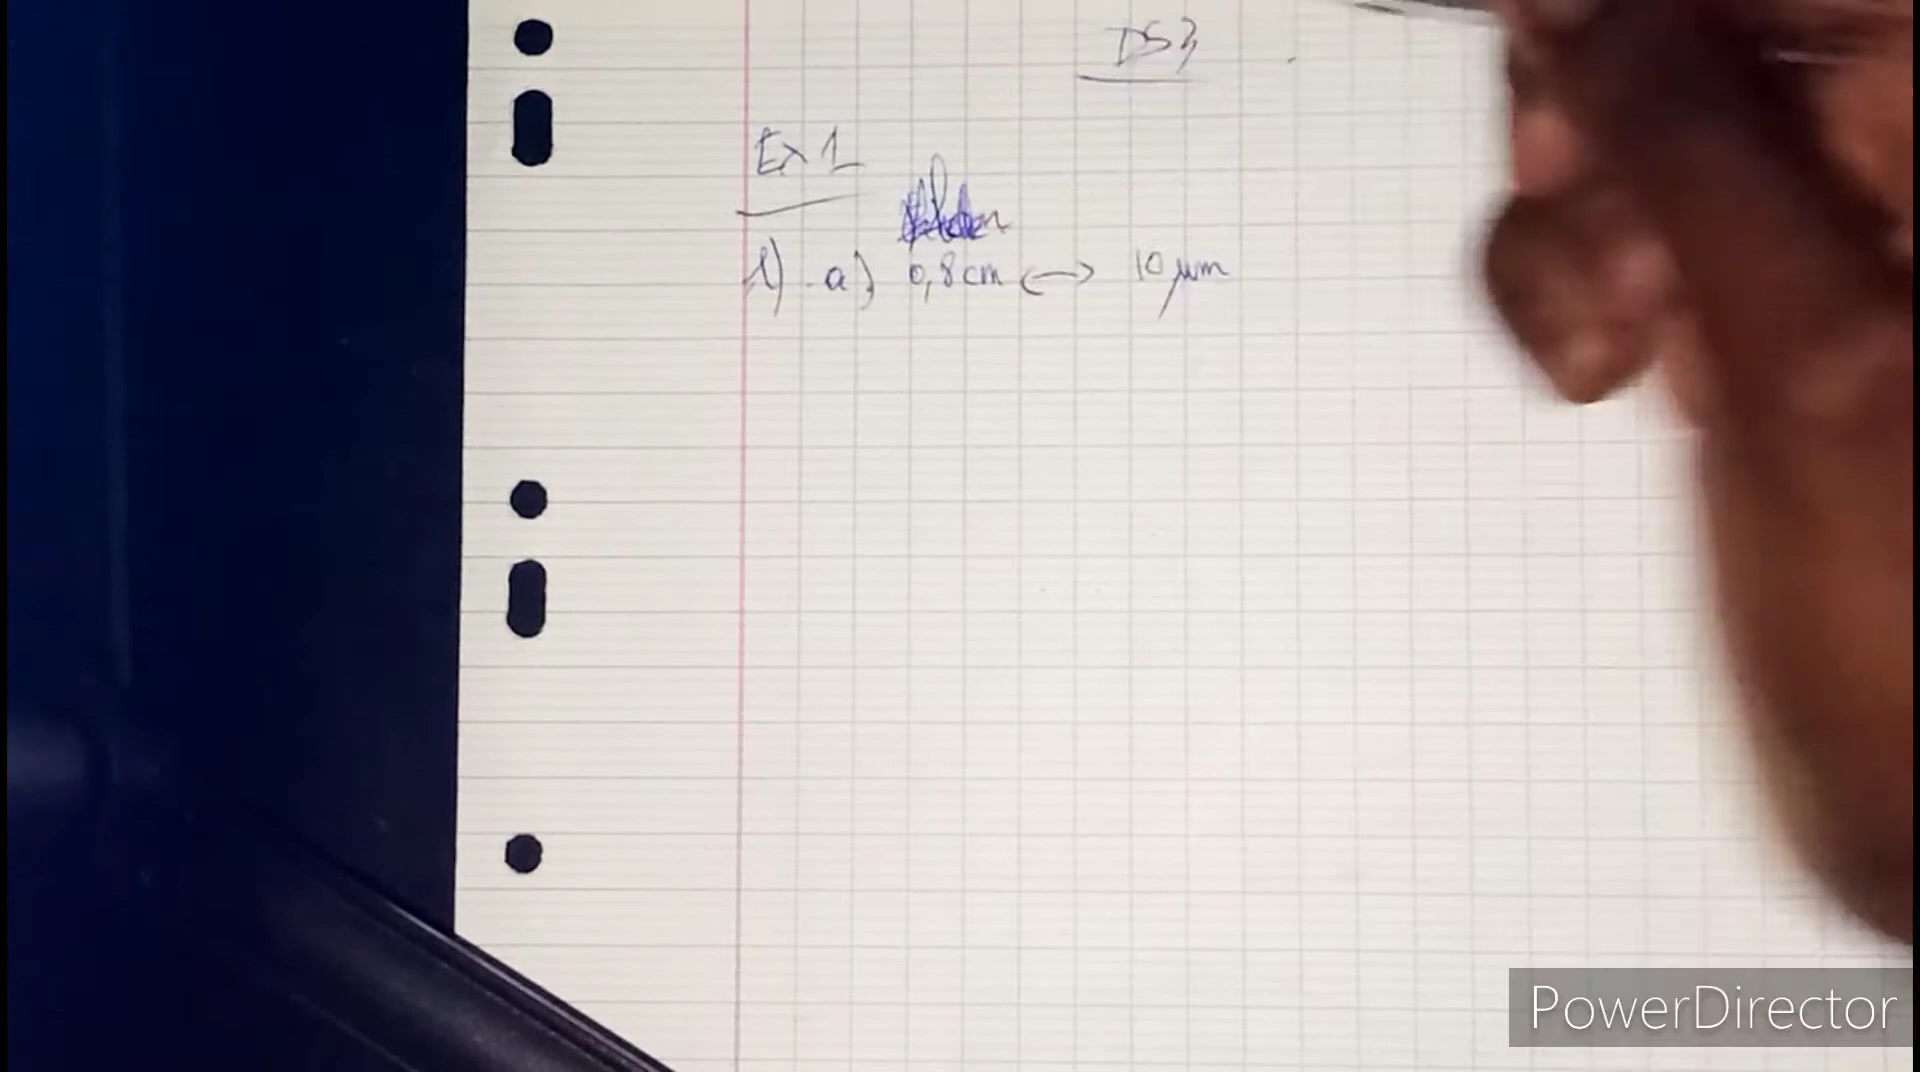 DS3
Ex 1
1) a) 0,8 cm ↔ 10 μm
PowerDirector